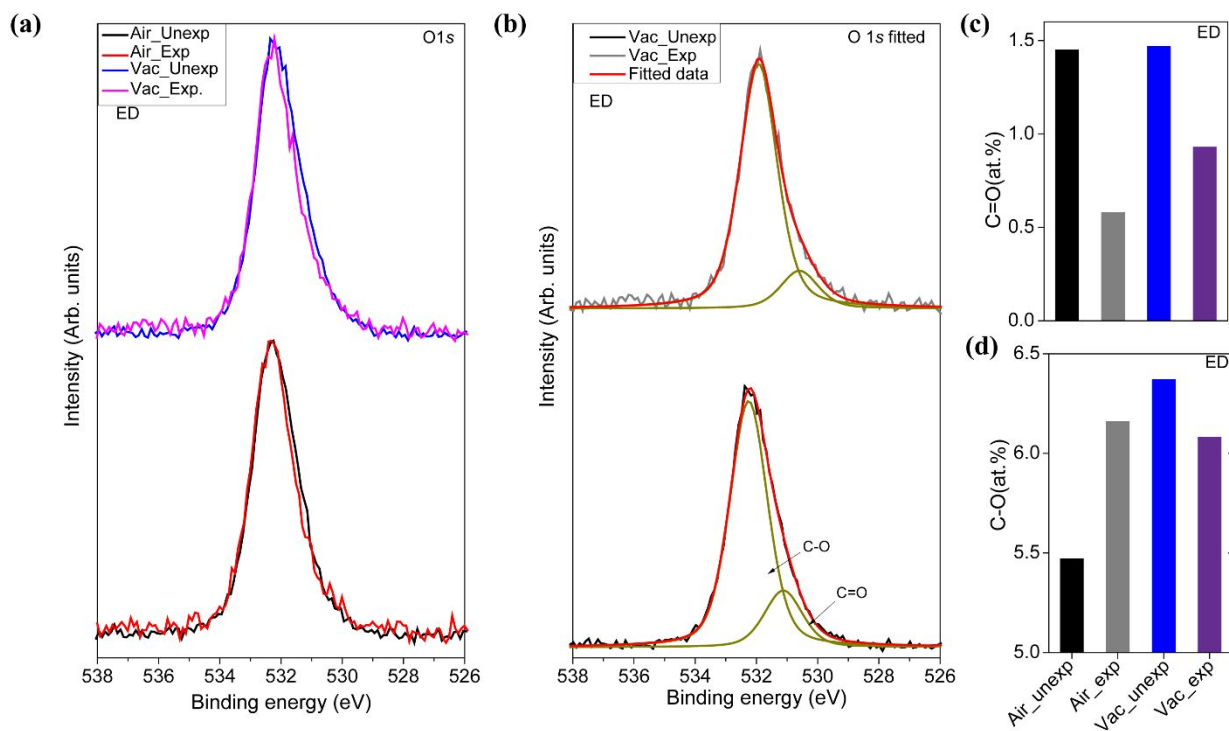 (a)
Air_Unexp
Air_Exp
Vac_Unexp
Vac_Exp.
ED
O1s
Intensity (Arb. units)
538 536 534 532 530 528 526
Binding energy (eV)
(b)
Vac_Unexp
Vac_Exp
Fitted data
ED
O 1s fitted
C-O
C=O
Intensity (Arb. units)
538 536 534 532 530 528 526
Binding energy (eV)
(c)
ED
1.5
1.0
0.5
0.0
C=O(at.%)
(d)
ED
6.5
6.0
5.5
5.0
C-O(at.%)
Air_unexp
Air_exp
Vac_unexp
Vac_exp